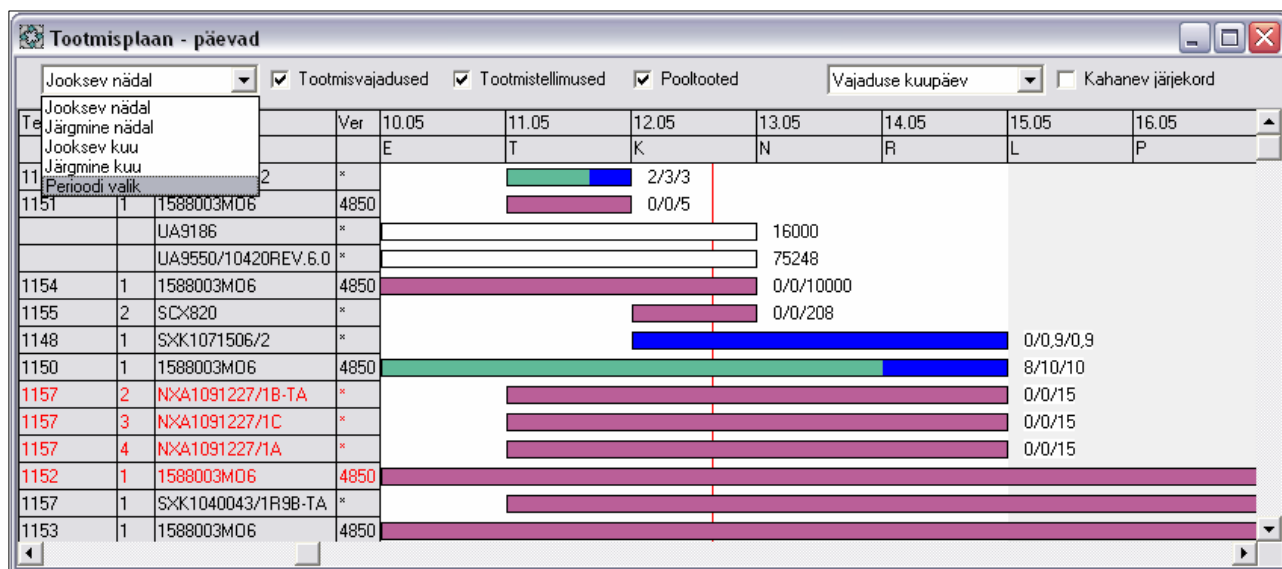 Tootmisplaan - päevad
Jooksev nädal Tootmisvajadused Tootmistellimused Pooltooted Vajaduse kuupäev Kahanev järjekord
Jooksev nädal
Järgmine nädal
Jooksev kuu
Järgmine kuu
Perioodi valik
Te Ver 10.05 11.05 12.05 13.05 14.05 15.05 16.05
E T K N R L P
11 2 * 2/3/3
1151 1 1588003MO6 4850 0/0/5
UA9186 * 16000
UA9550/10420REV.6.0 * 75248
1154 1 1588003MO6 4850 0/0/10000
1155 2 SCX820 * 0/0/208
1148 1 SXK1071506/2 * 0/0,9/0,9
1150 1 1588003MO6 4850 8/10/10
1157 2 NXA1091227/1B-TA * 0/0/15
1157 3 NXA1091227/1C * 0/0/15
1157 4 NXA1091227/1A * 0/0/15
1152 1 1588003MO6 4850
1157 1 SXK1040043/1R9B-TA *
1153 1 1588003MO6 4850